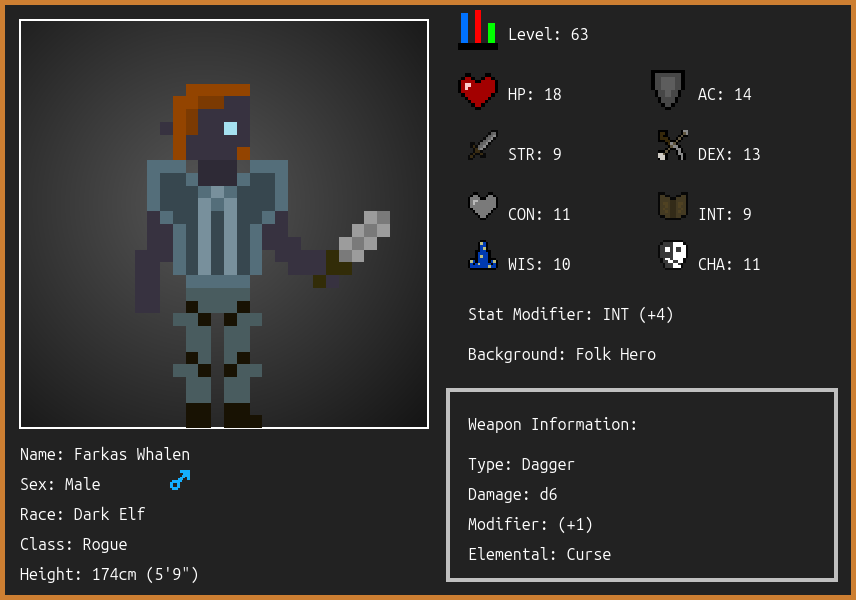 Level: 63
HP: 18
AC: 14
STR: 9
DEX: 13
CON: 11
INT: 9
WIS: 10
CHA: 11
Stat Modifier: INT (+4)
Background: Folk Hero
Weapon Information:
Type: Dagger
Damage: d6
Modifier: (+1)
Elemental: Curse
Name: Farkas Whalen
Sex: Male
Race: Dark Elf
Class: Rogue
Height: 174cm (5'9")